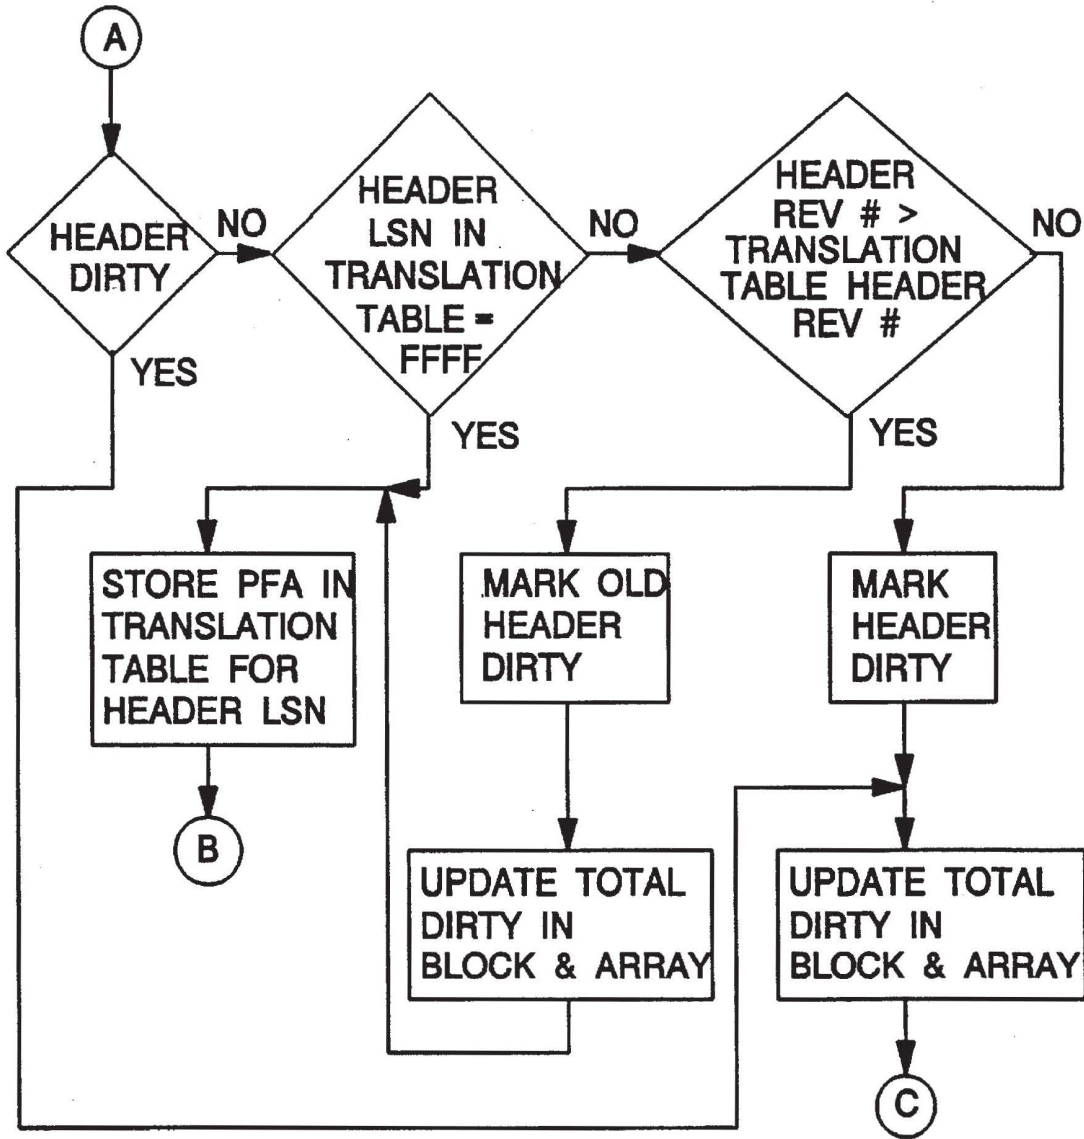 A
HEADER
DIRTY
NO
YES
HEADER
LSN IN
TRANSLATION
TABLE =
FFFF
NO
YES
HEADER
REV # >
TRANSLATION
TABLE HEADER
REV #
NO
YES
STORE PFA IN
TRANSLATION
TABLE FOR
HEADER LSN
MARK OLD
HEADER
DIRTY
MARK
HEADER
DIRTY
B
UPDATE TOTAL
DIRTY IN
BLOCK & ARRAY
UPDATE TOTAL
DIRTY IN
BLOCK & ARRAY
C